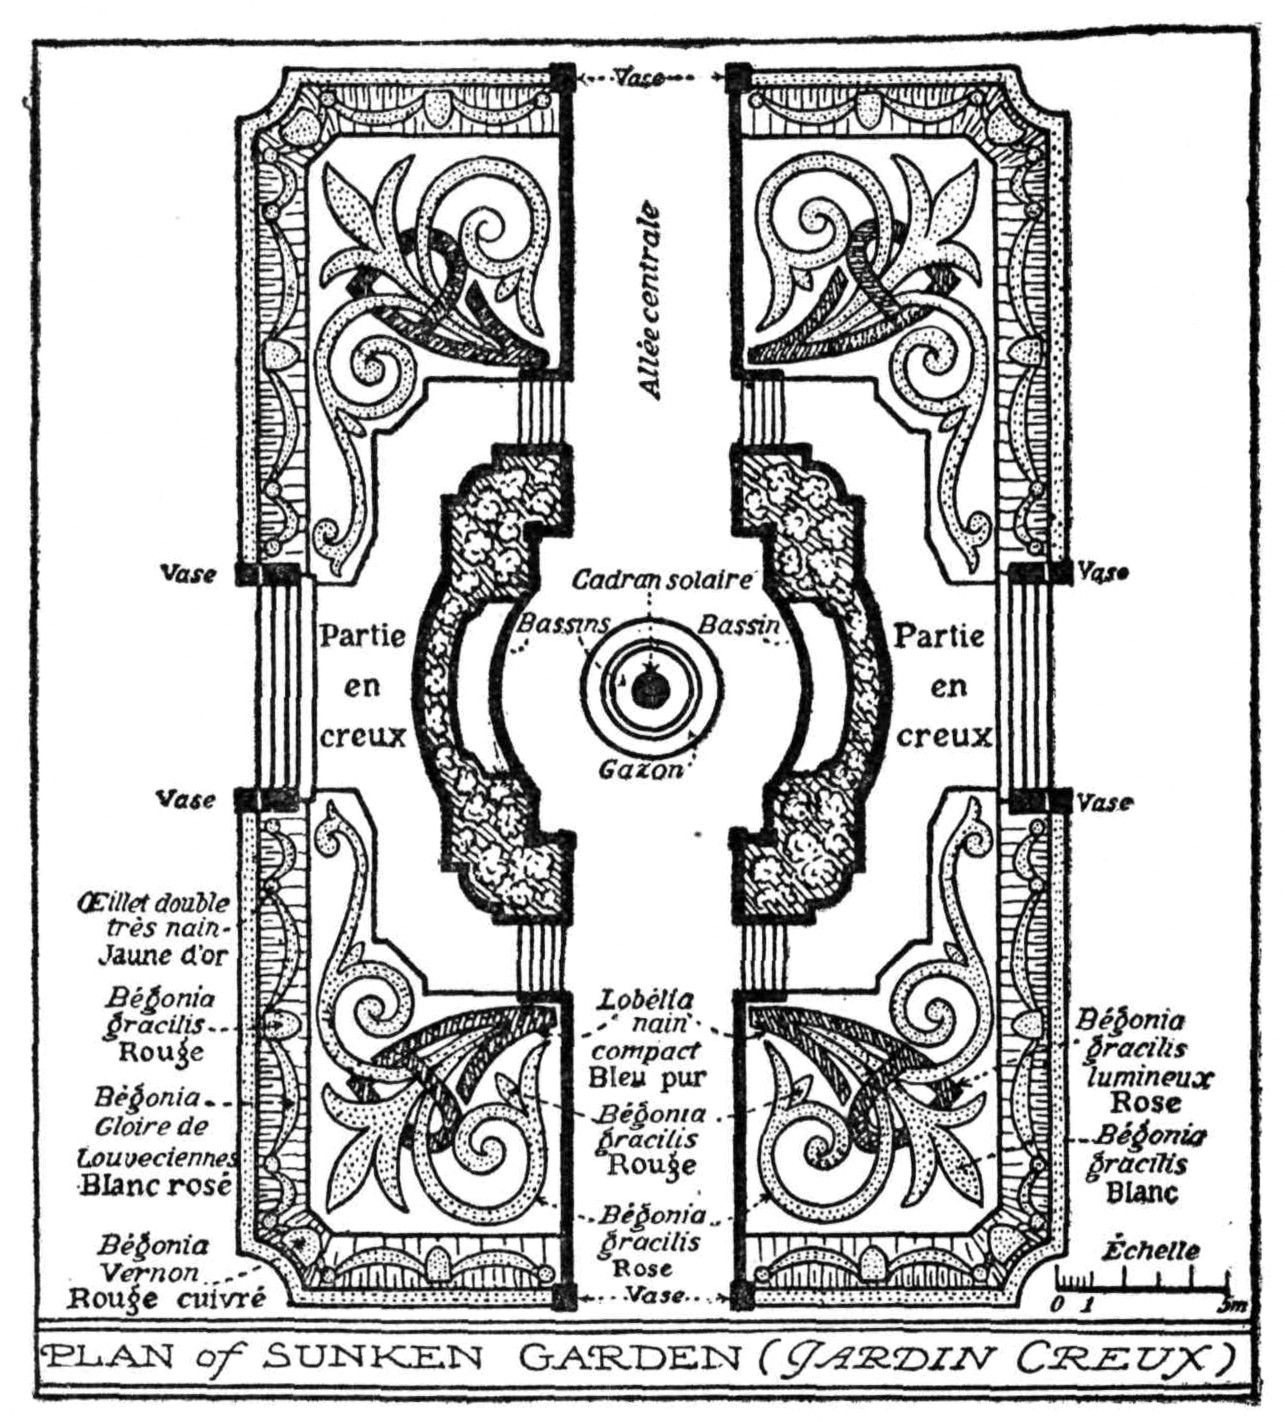 Vase
Allée centrale
Vase
Vase
Cadran solaire
Bassins
Bassin
Partie
en
creux
Partie
en
creux
Gazon
Vase
Vase
Œillet double
très nain
Jaune d'or
Bégonia
gracilis
Rouge
Bégonia
Gloire de
Louveciennes
Blanc rosé
Bégonia
Vernon
Rouge cuivré
Lobélia
nain
compact
Bleu pur
Bégonia
gracilis
Rouge
Bégonia
gracilis
Rose
Vase
Bégonia
gracilis
lumineux
Rose
Bégonia
gracilis
Blanc
Échelle
0 1 5m
PLAN of SUNKEN GARDEN (JARDIN CREUX)